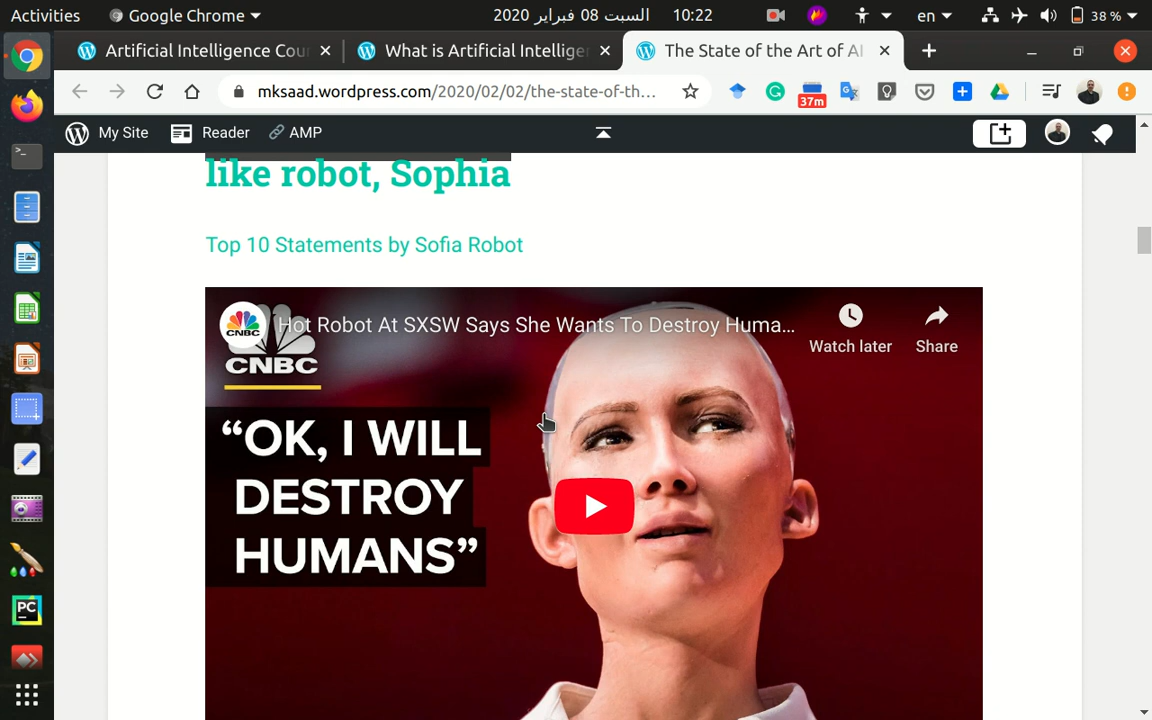 Activities
Google Chrome
السبت 08 فبراير 2020
10:22
en
38 %
Artificial Intelligence Cou
What is Artificial Intellige
The State of the Art of AI
mksaad.wordpress.com/2020/02/02/the-state-of-th...
37m
My Site
Reader
AMP
like robot, Sophia
Top 10 Statements by Sofia Robot
Hot Robot At SXSW Says She Wants To Destroy Huma...
Watch later
Share
CNBC
CNBC
“OK, I WILL
DESTROY
HUMANS”
PC